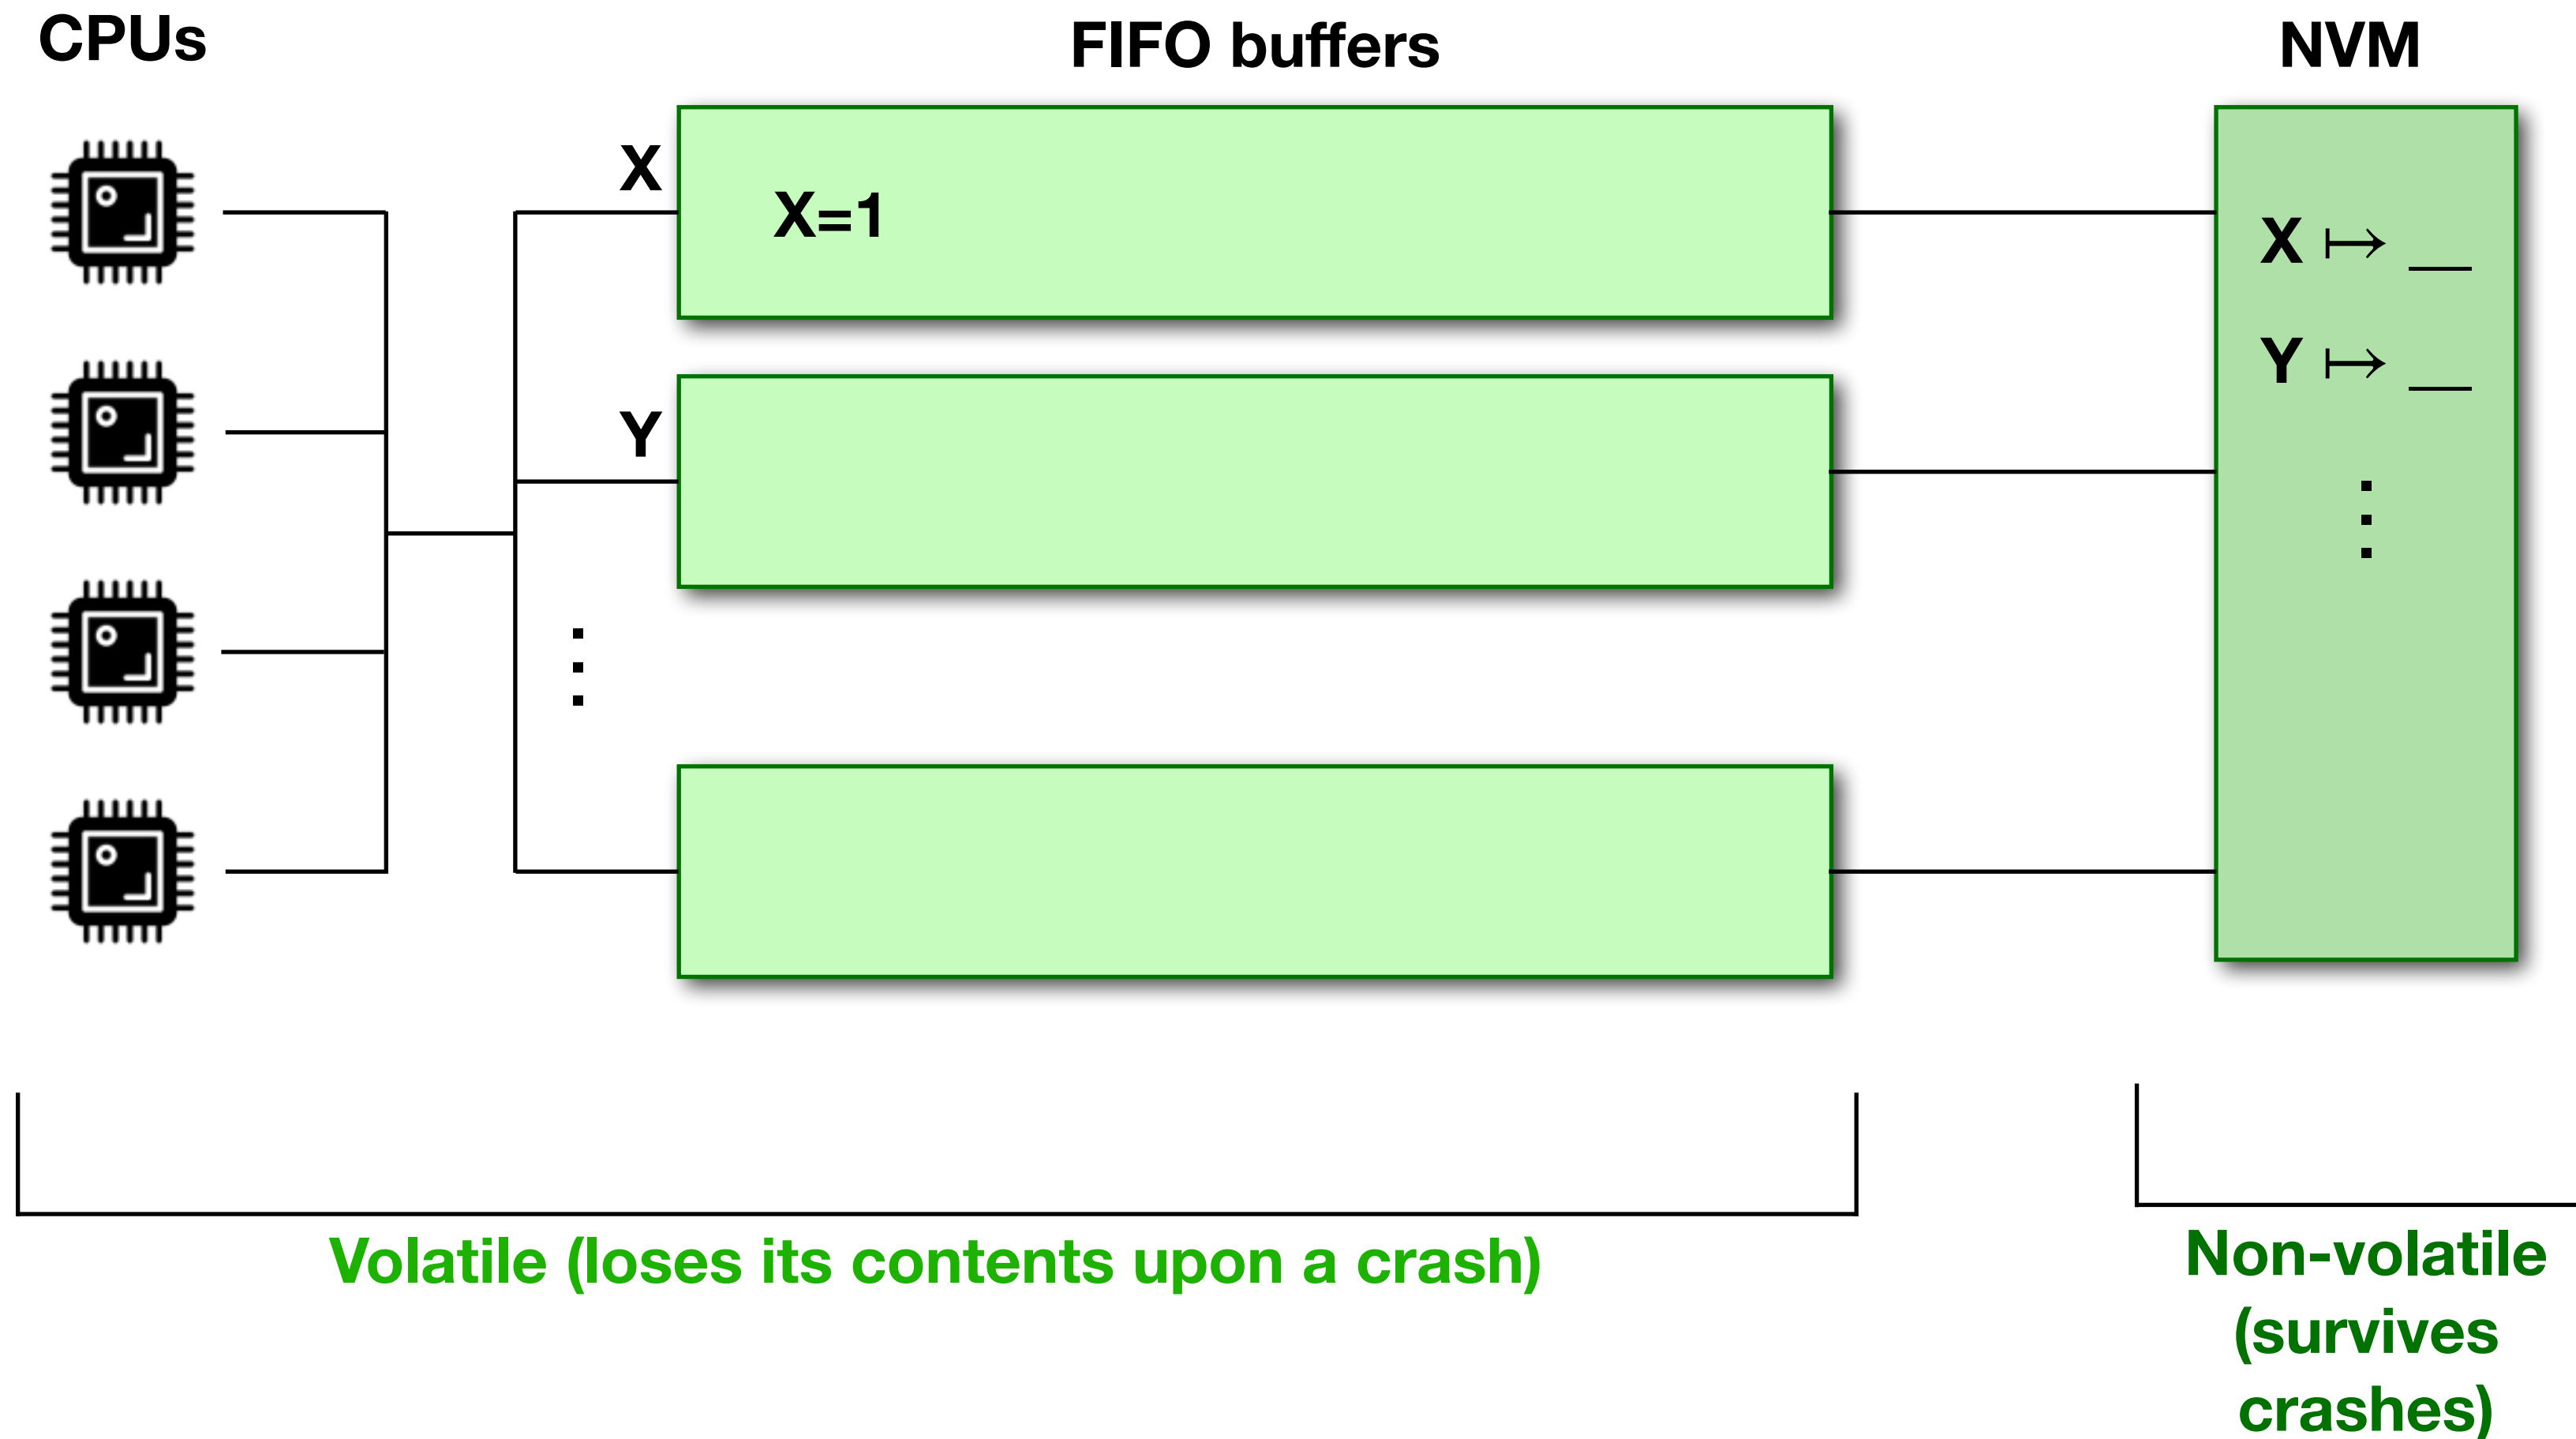 CPUs
FIFO buffers
NVM
X
X=1
X ↦ __
Y ↦ __
Y
⋮
⋮
Volatile (loses its contents upon a crash)
Non-volatile
(survives
crashes)